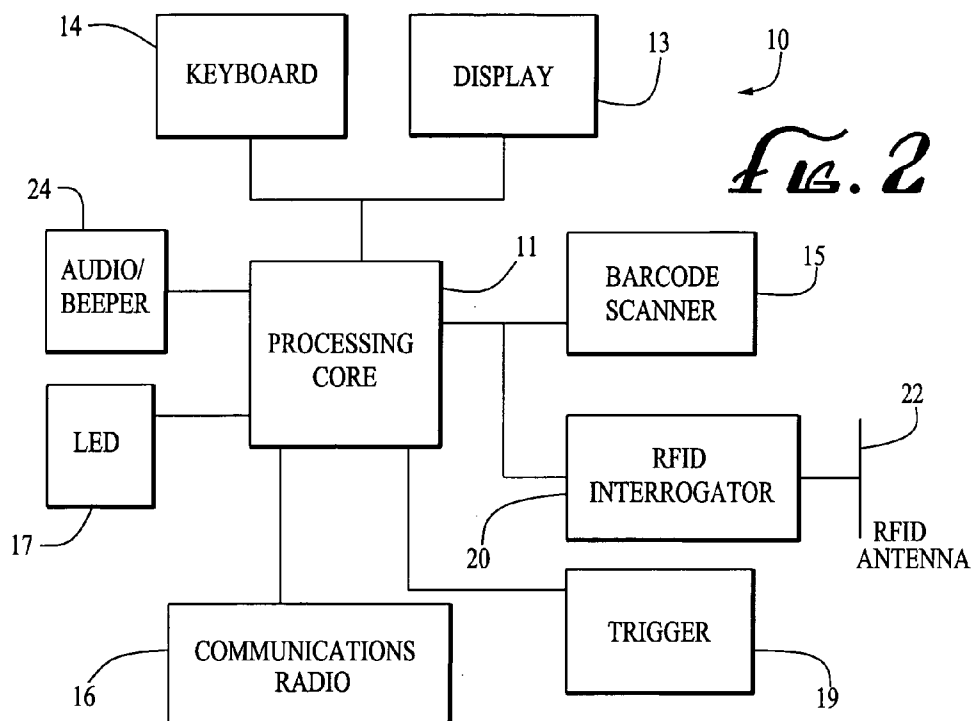 14
KEYBOARD
DISPLAY
13
10
FIG. 2
24
AUDIO/
BEEPER
11
PROCESSING
CORE
BARCODE
SCANNER
15
LED
17
RFID
INTERROGATOR
20
22
RFID
ANTENNA
16
COMMUNICATIONS
RADIO
TRIGGER
19